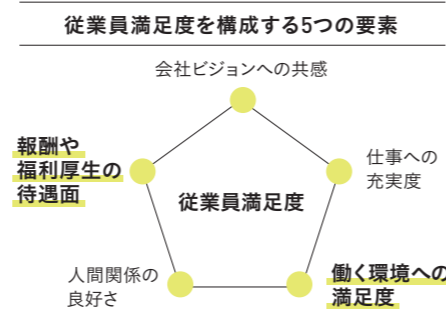 従業員満足度を構成する5つの要素
会社ビジョンへの共感
報酬や
福利厚生の
待遇面
仕事への
充実度
従業員満足度
人間関係の
良好さ
働く環境への
満足度